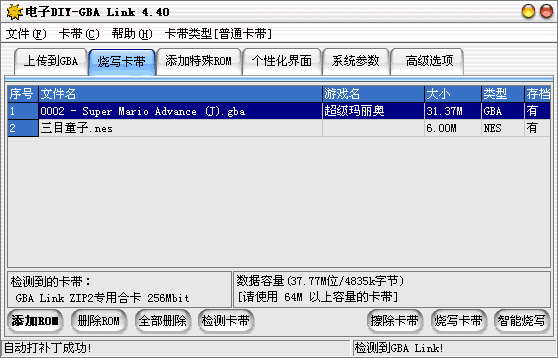 电子DIY-GBA Link 4.40
文件(F) 卡带(C) 帮助(H) 卡带类型[普通卡带]
上传到GBA 烧写卡带 添加特殊ROM 个性化界面 系统参数 高级选项
序号 文件名 游戏名 大小 类型 存档
1 0002 - Super Mario Advance (J).gba 超级玛丽奥 31.37M GBA 有
2 三目童子.nes 6.00M NES 有
检测到的卡带：
GBA Link ZIP2专用合卡 256Mbit
数据容量(37.77M位/4835k字节)
[请使用 64M 以上容量的卡带]
添加ROM 删除ROM 全部删除 检测卡带 擦除卡带 烧写卡带 智能烧写
自动打补丁成功! 检测到GBA Link!